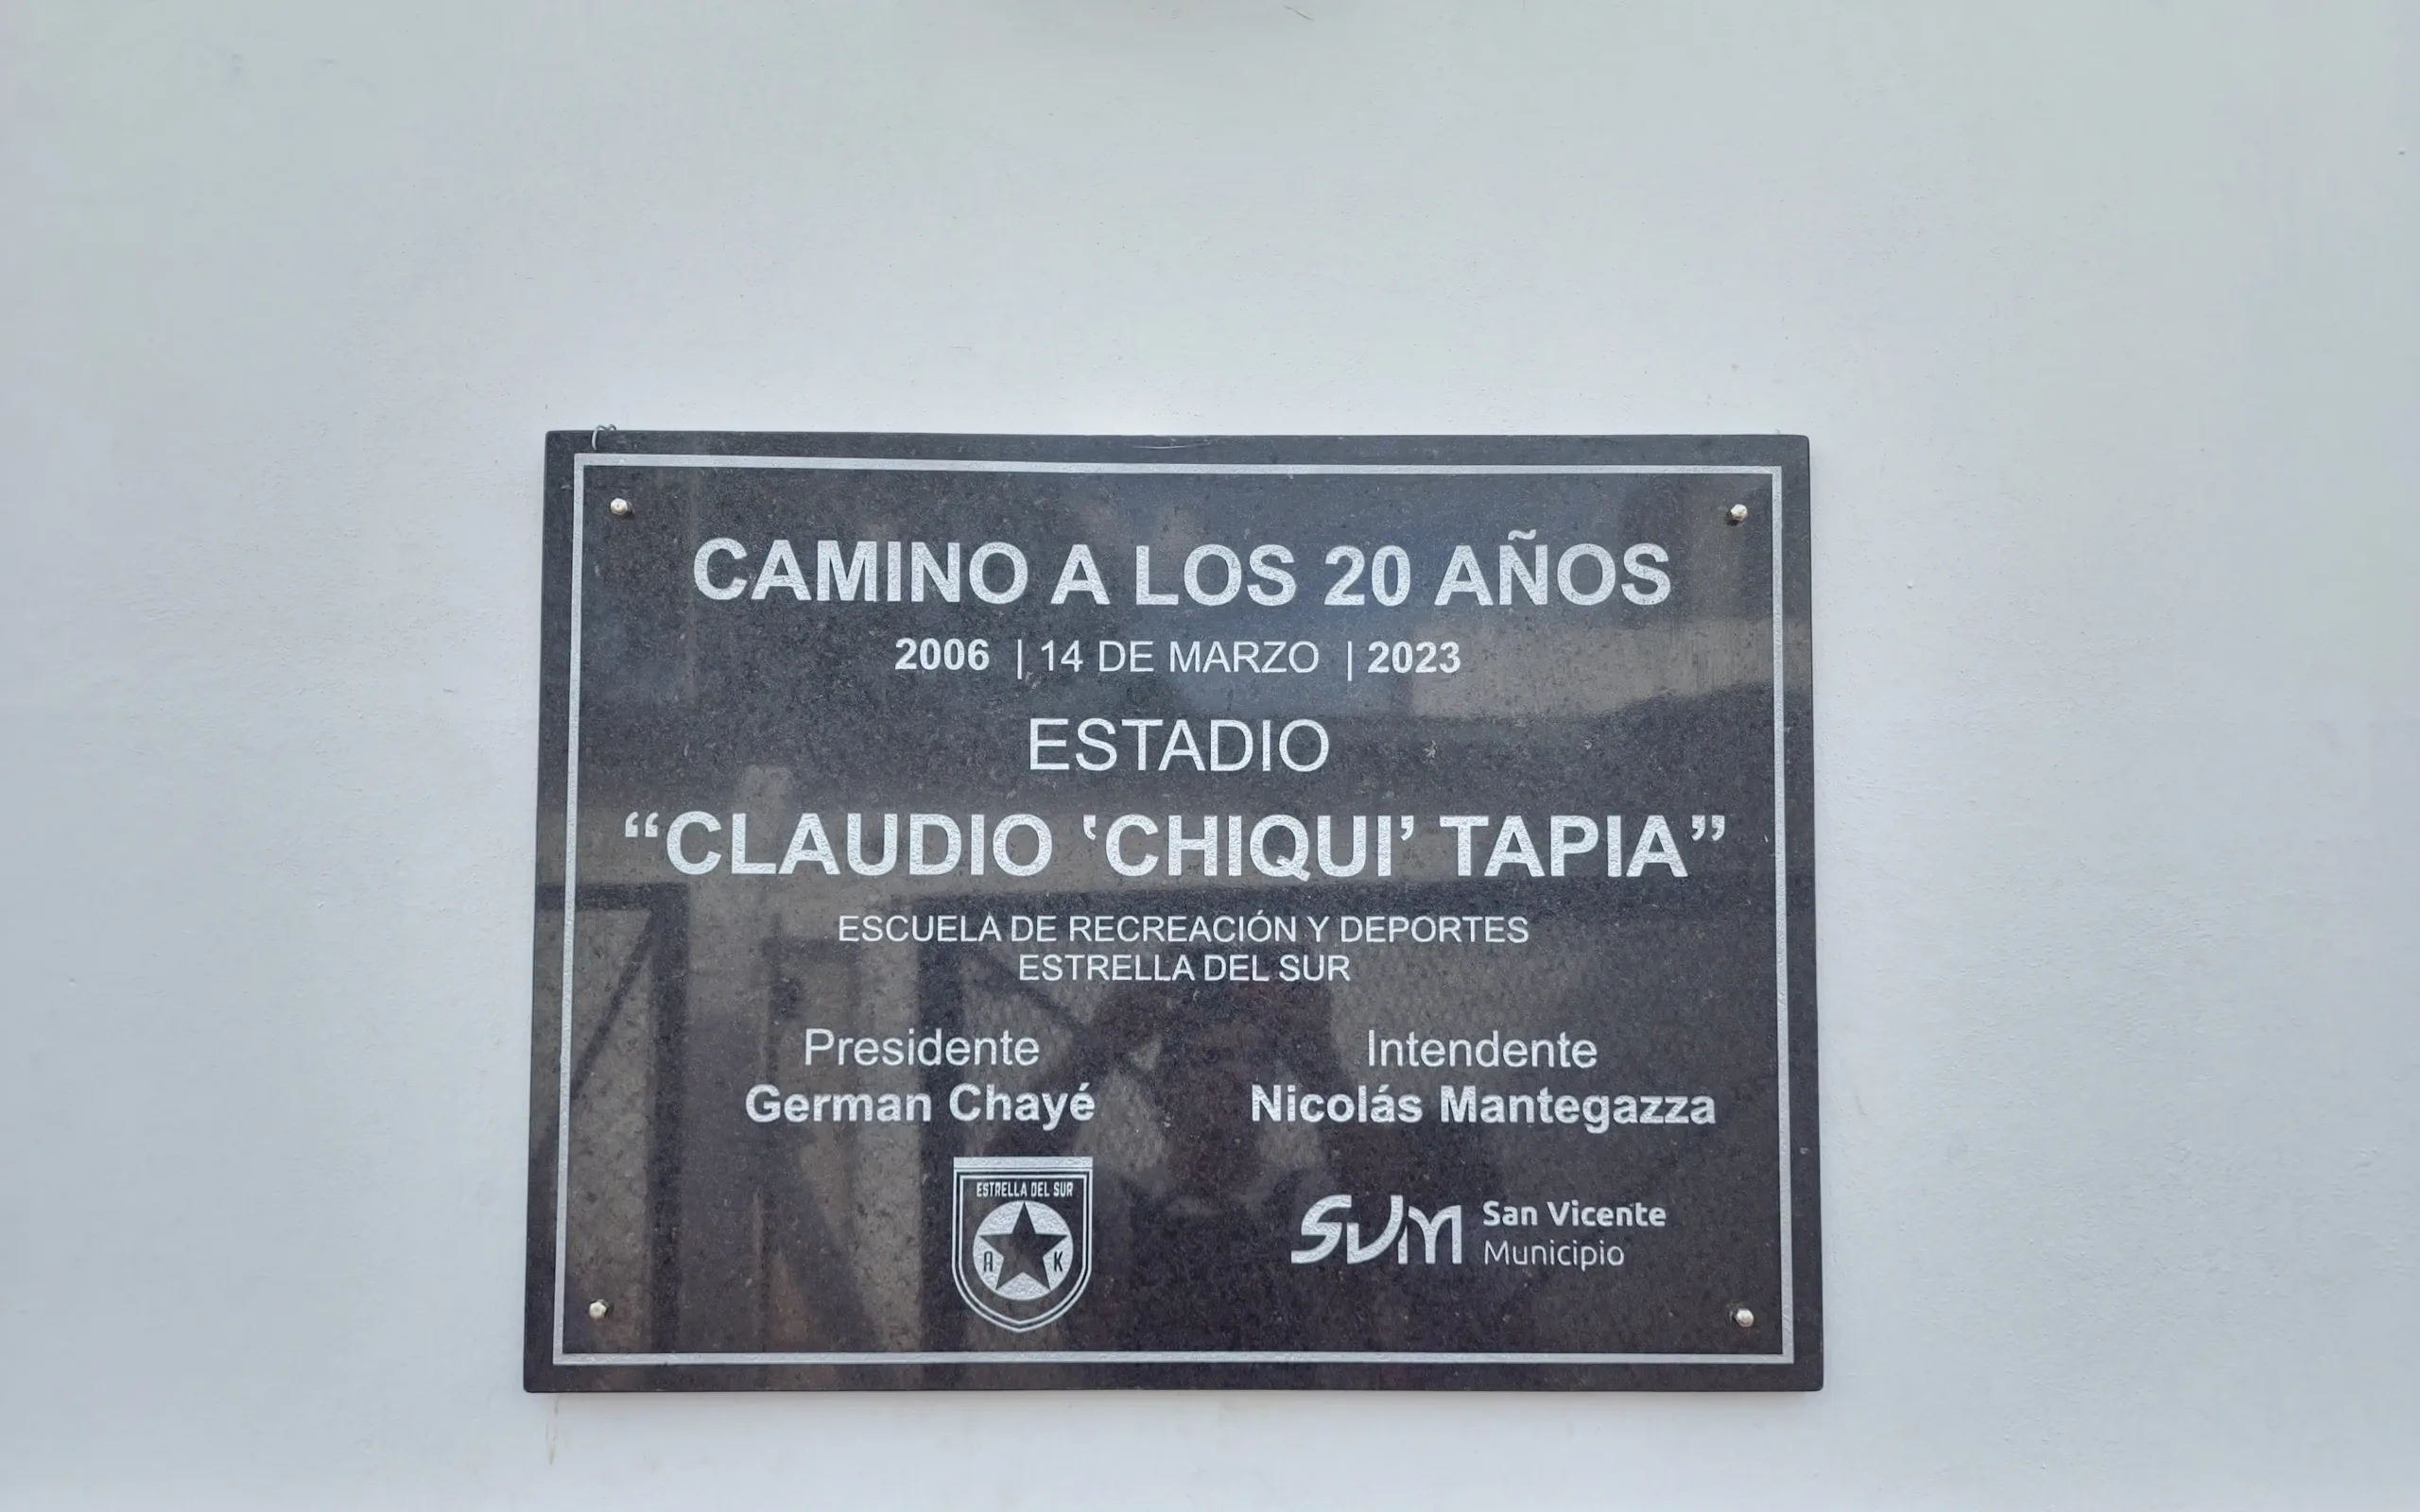 CAMINO A LOS 20 AÑOS
2006 | 14 DE MARZO | 2023
ESTADIO
“CLAUDIO ‘CHIQUI’ TAPIA”
ESCUELA DE RECREACIÓN Y DEPORTES
ESTRELLA DEL SUR
Presidente
German Chayé
Intendente
Nicolás Mantegazza
ESTRELLA DEL SUR
A K
SVM
San Vicente
Municipio